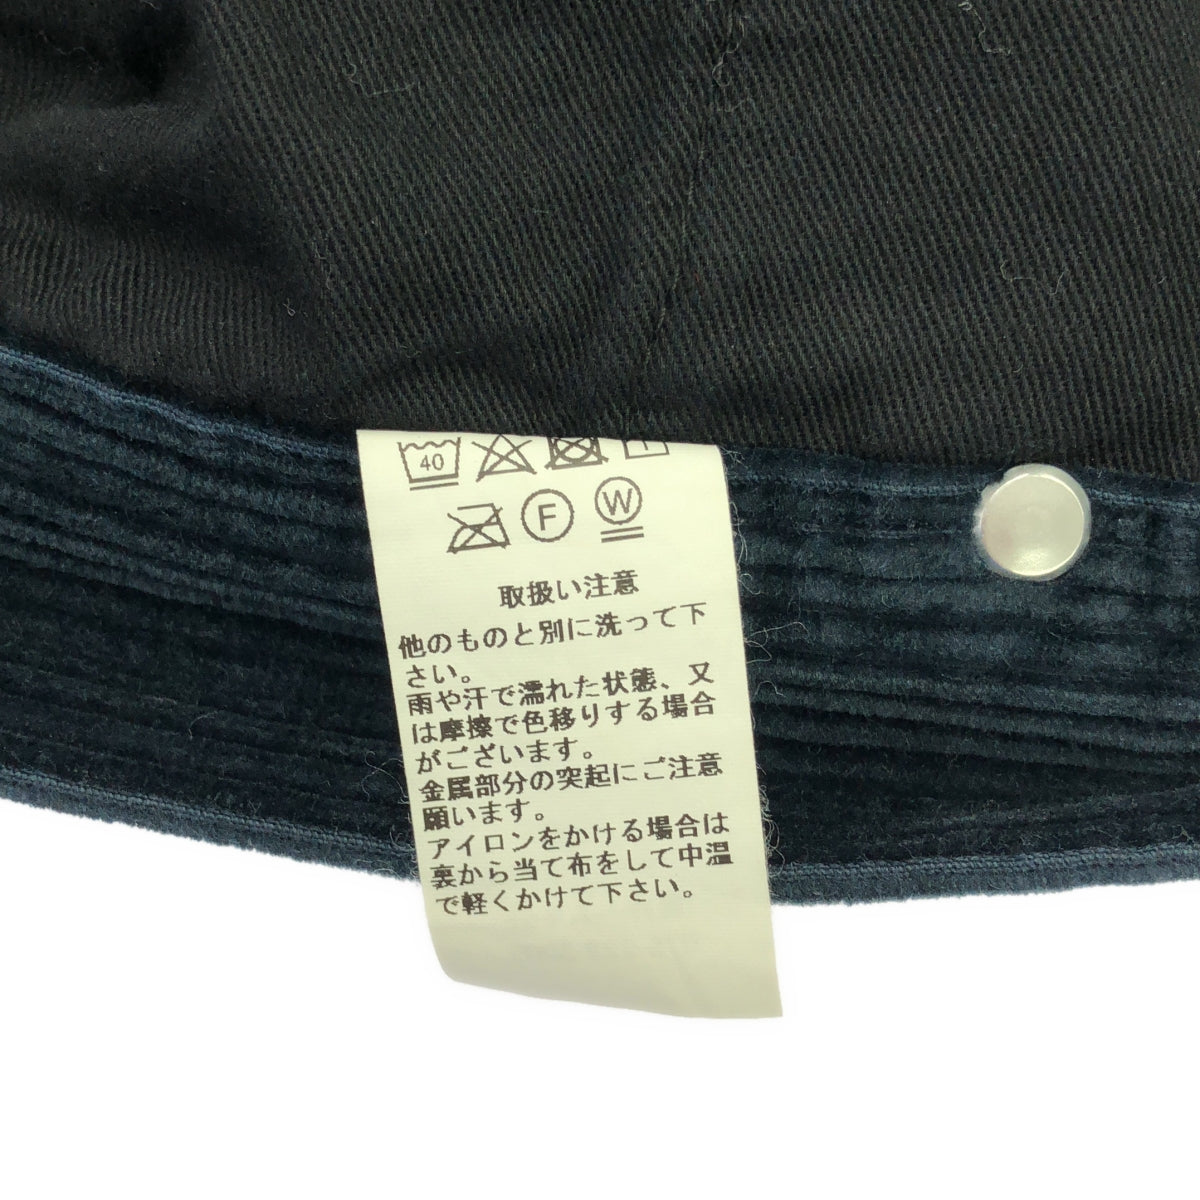 40
F W
取扱い注意
他のものと別に洗って下
さい。
雨や汗で濡れた状態、又
は摩擦で色移りする場合
がございます。
金属部分の突起にご注意
願います。
アイロンをかける場合は
裏から当て布をして中温
で軽くかけて下さい。